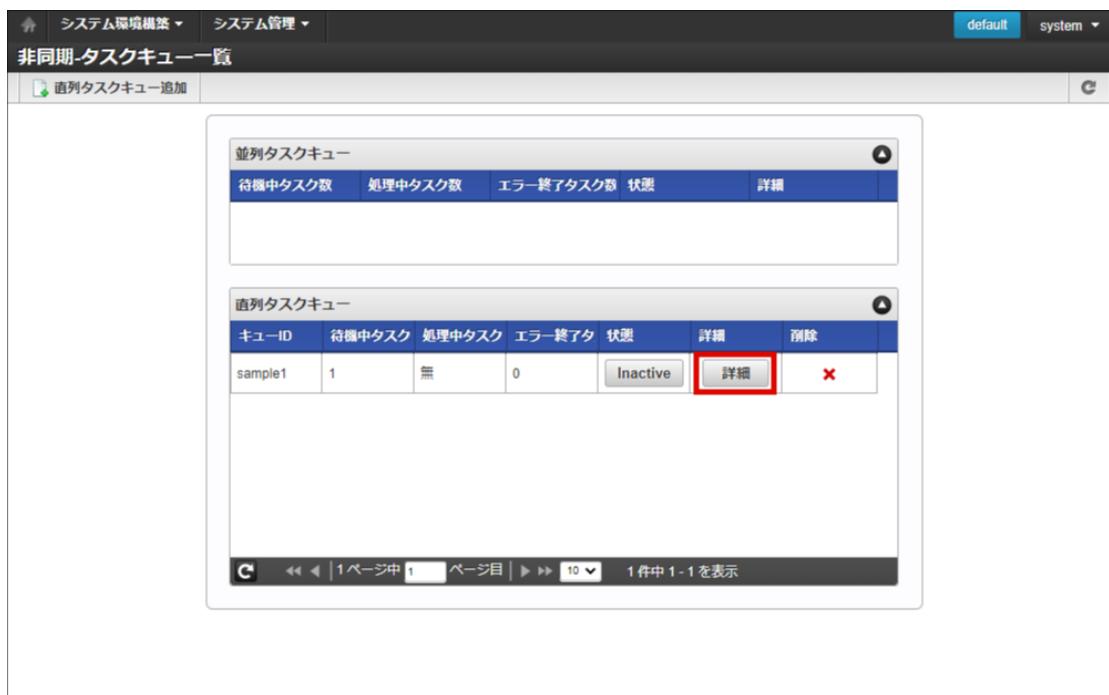 システム環境構築 ▼ システム管理 ▼ default system ▼
非同期-タスクキュー一覧
直列タスクキュー追加
並列タスクキュー
待機中タスク数 処理中タスク数 エラー終了タスク数 状態 詳細
直列タスクキュー
キューID 待機中タスク 処理中タスク エラー終了タ 状態 詳細 削除
sample1 1 無 0 Inactive 詳細
1 ページ中 1 ページ目 10 1 件中 1 - 1 を表示